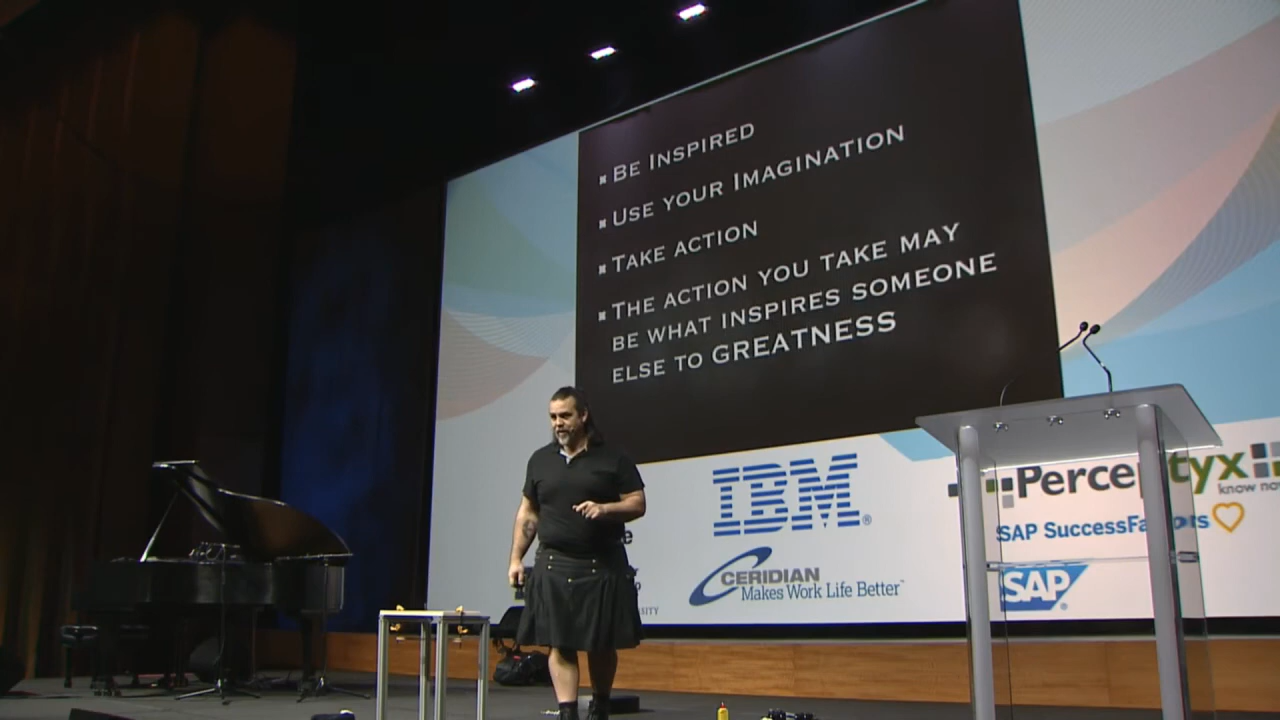 Be Inspired
Use your Imagination
Take action
The action you take may
be what inspires someone
else to GREATNESS
IBM®
CERIDIAN
Makes Work Life Better™
Perceptyx
know now
SAP SuccessFactors
SAP®